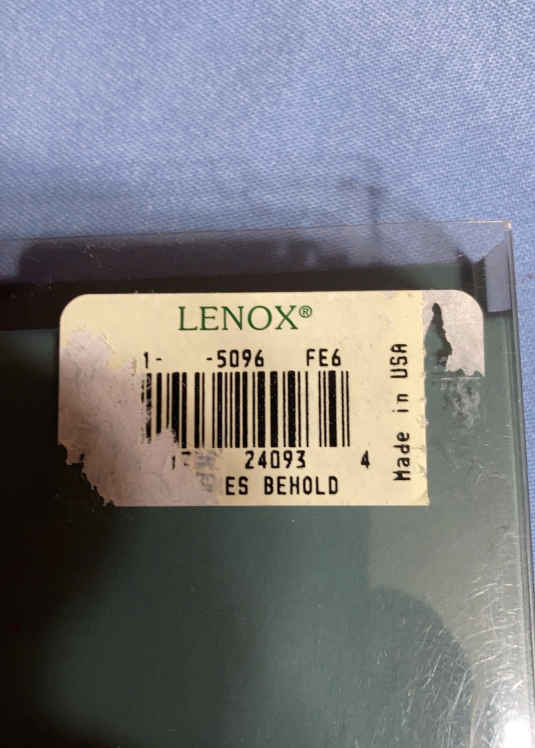 LENOX®
1- -5096 FE6
24093 4
ES BEHOLD
Made in USA